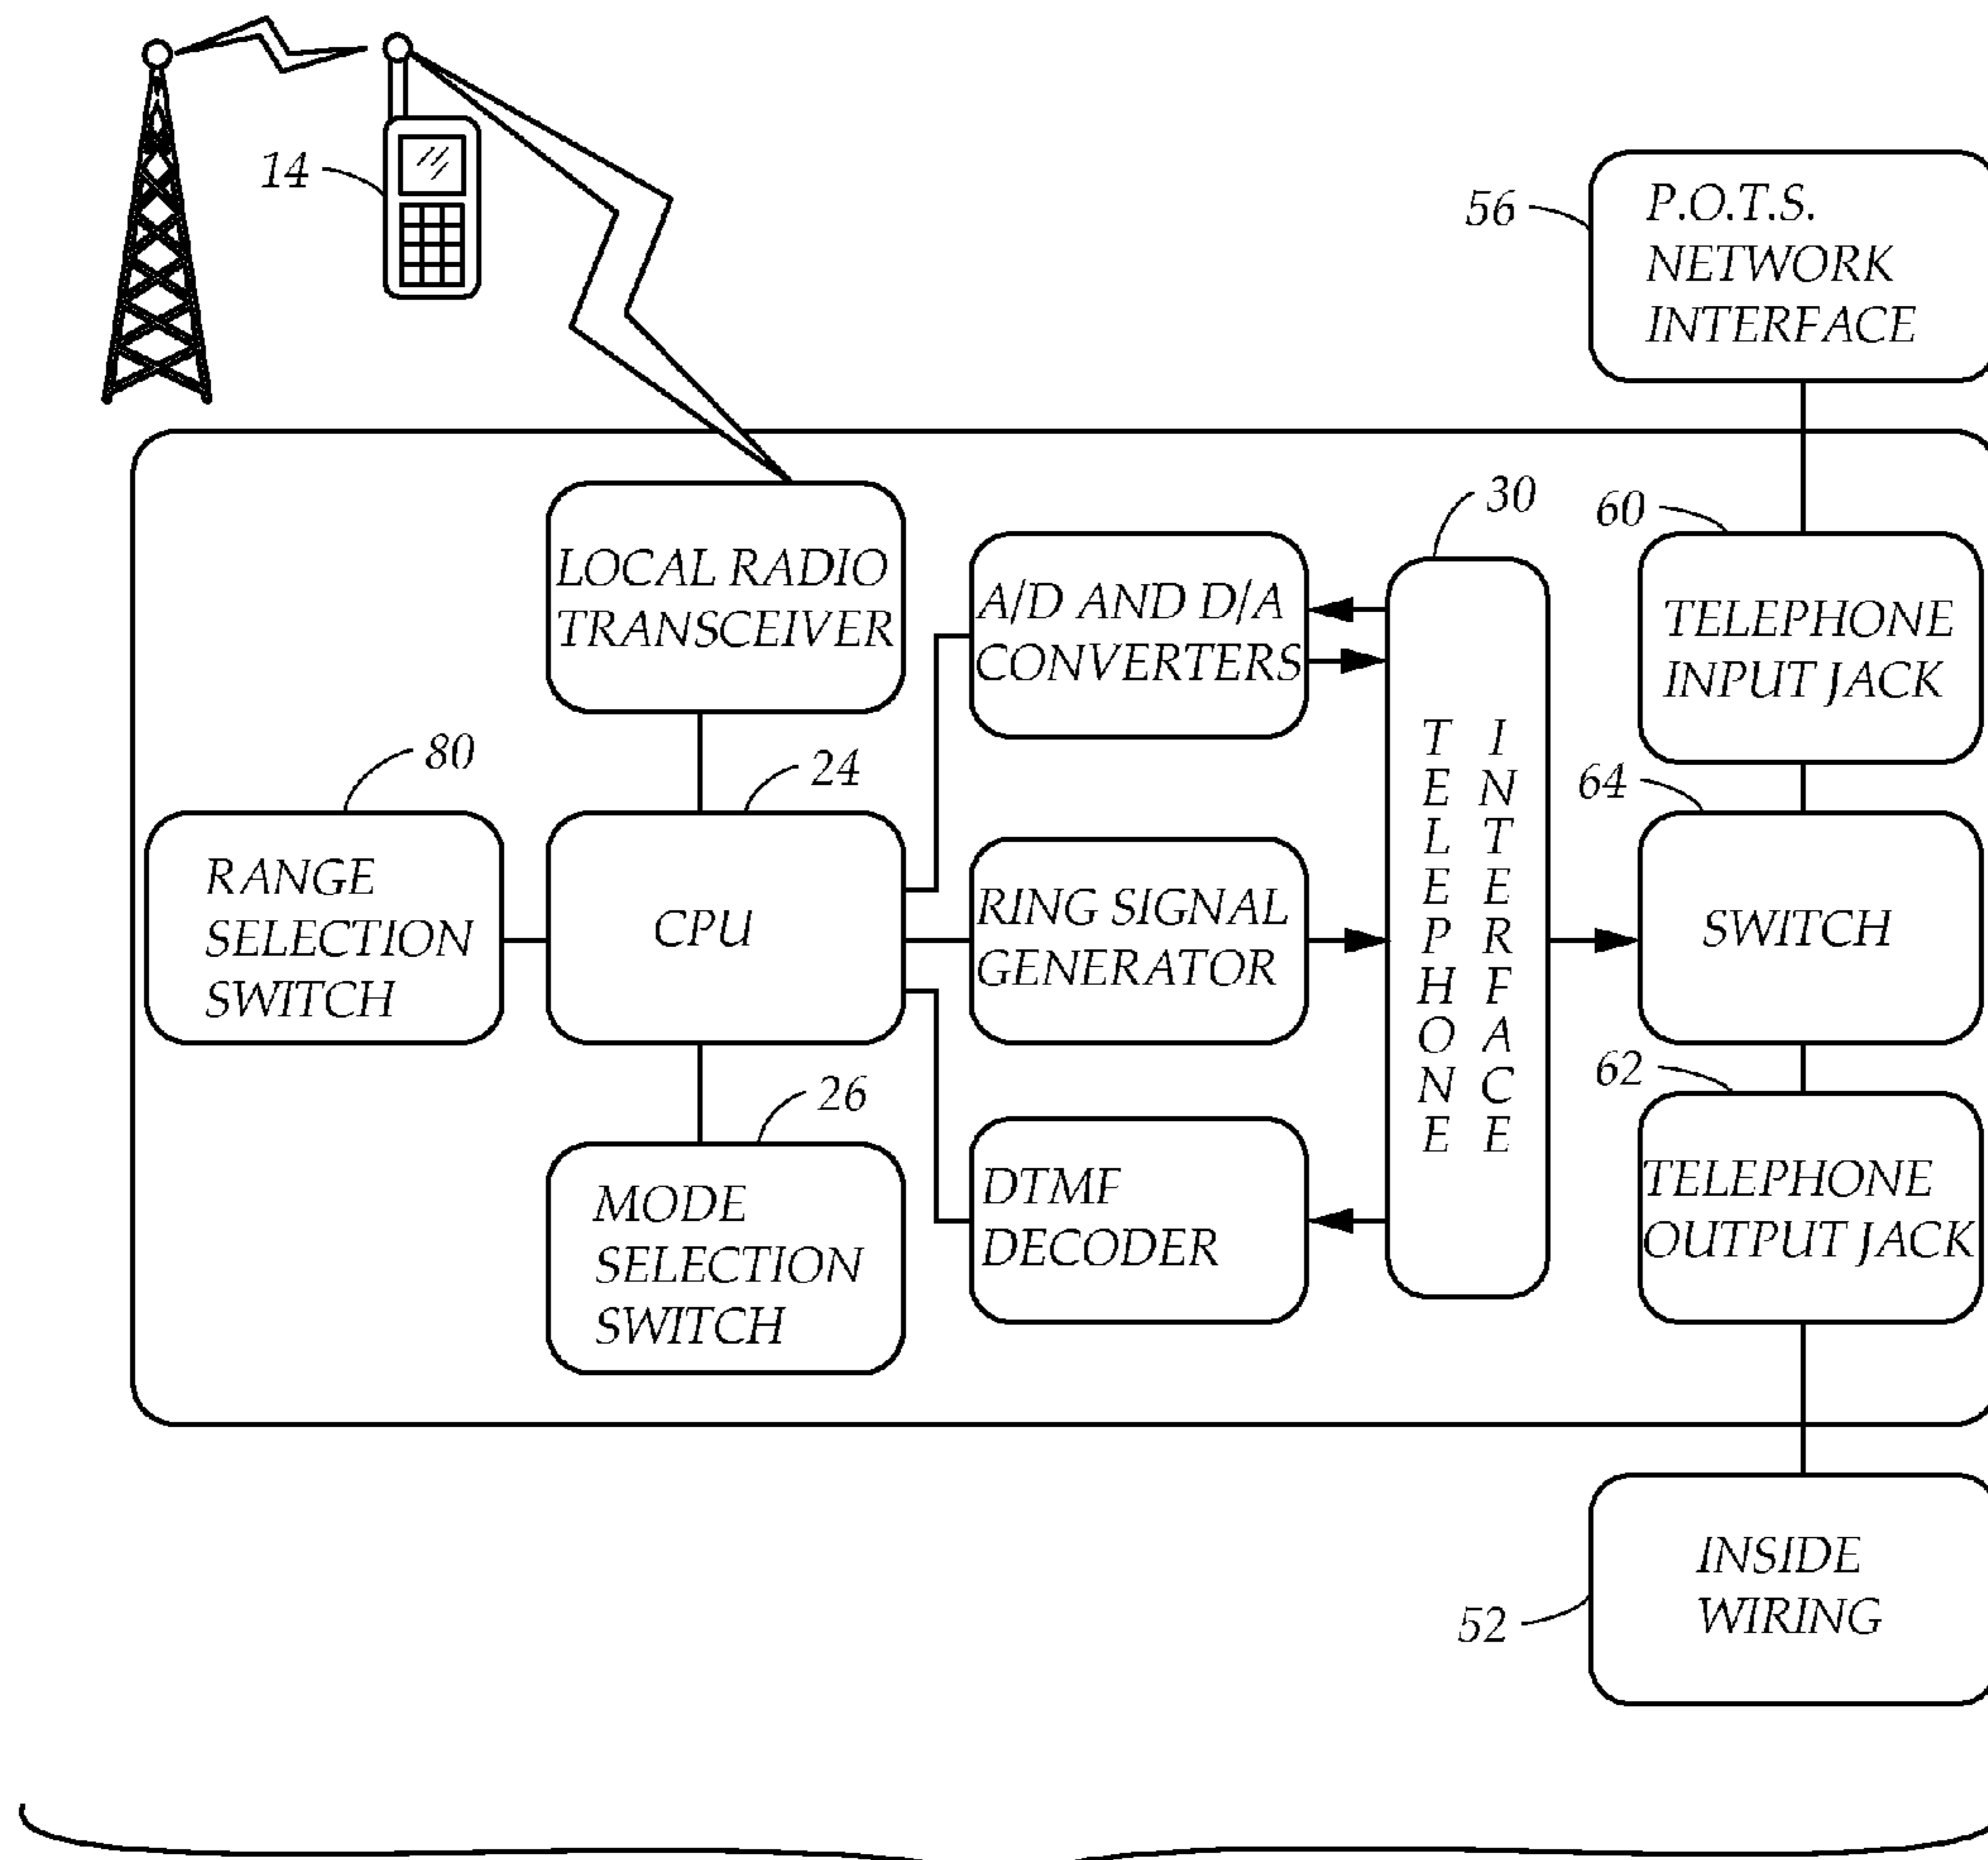 14
56
P.O.T.S.
NETWORK
INTERFACE
LOCAL RADIO
TRANSCEIVER
A/D AND D/A
CONVERTERS
30
TELEPHONE
INTERFACE
60
TELEPHONE
INPUT JACK
80
RANGE
SELECTION
SWITCH
24
CPU
RING SIGNAL
GENERATOR
64
SWITCH
26
MODE
SELECTION
SWITCH
DTMF
DECODER
62
TELEPHONE
OUTPUT JACK
52
INSIDE
WIRING